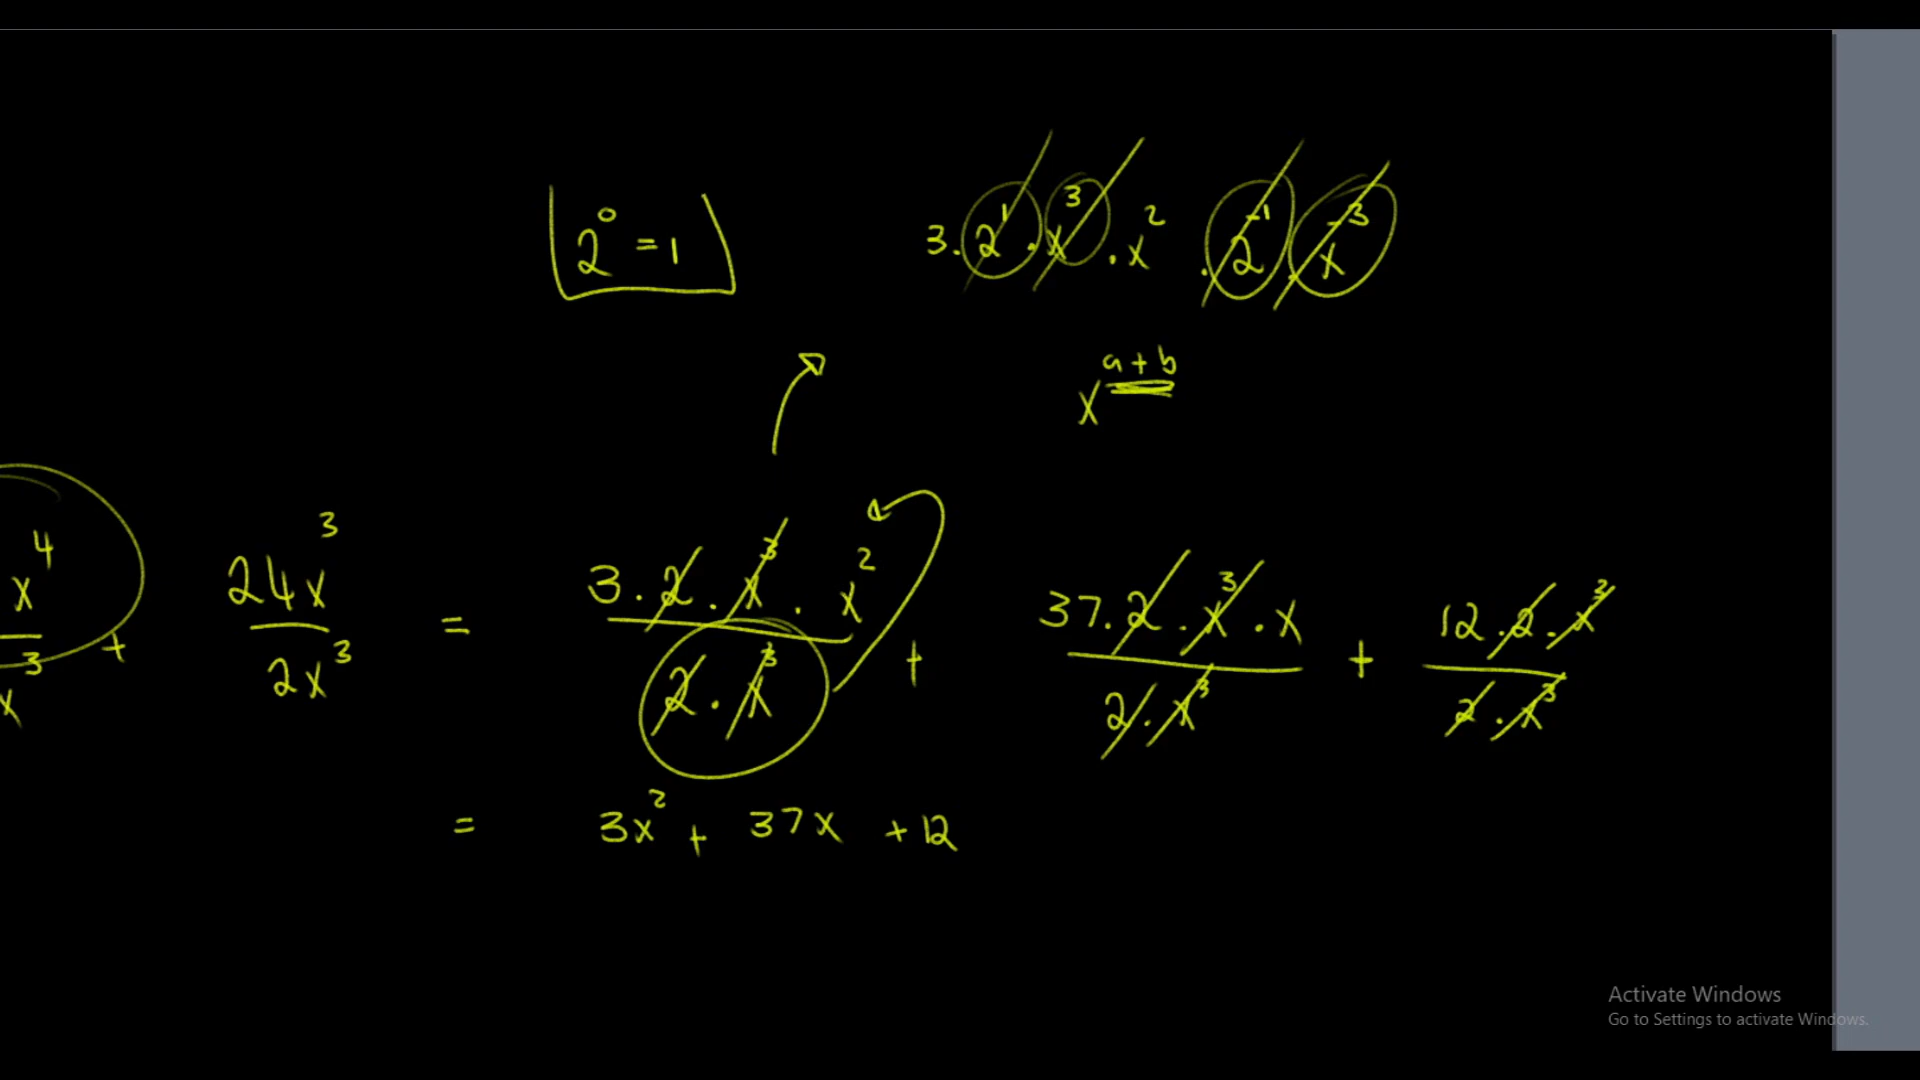 2⁰ = 1
3 . 2¹ . x³ . x² . 2⁻¹ . x⁻³
x^(a+b)
x⁴ / x³ + 24x³ / 2x³ = 3 . 2 . x³ . x² / 2 . x³ + 37 . 2 . x³ . x / 2 . x³ + 12 . 2 . x³ / 2 . x³
= 3x² + 37x + 12
Activate Windows
Go to Settings to activate Windows.